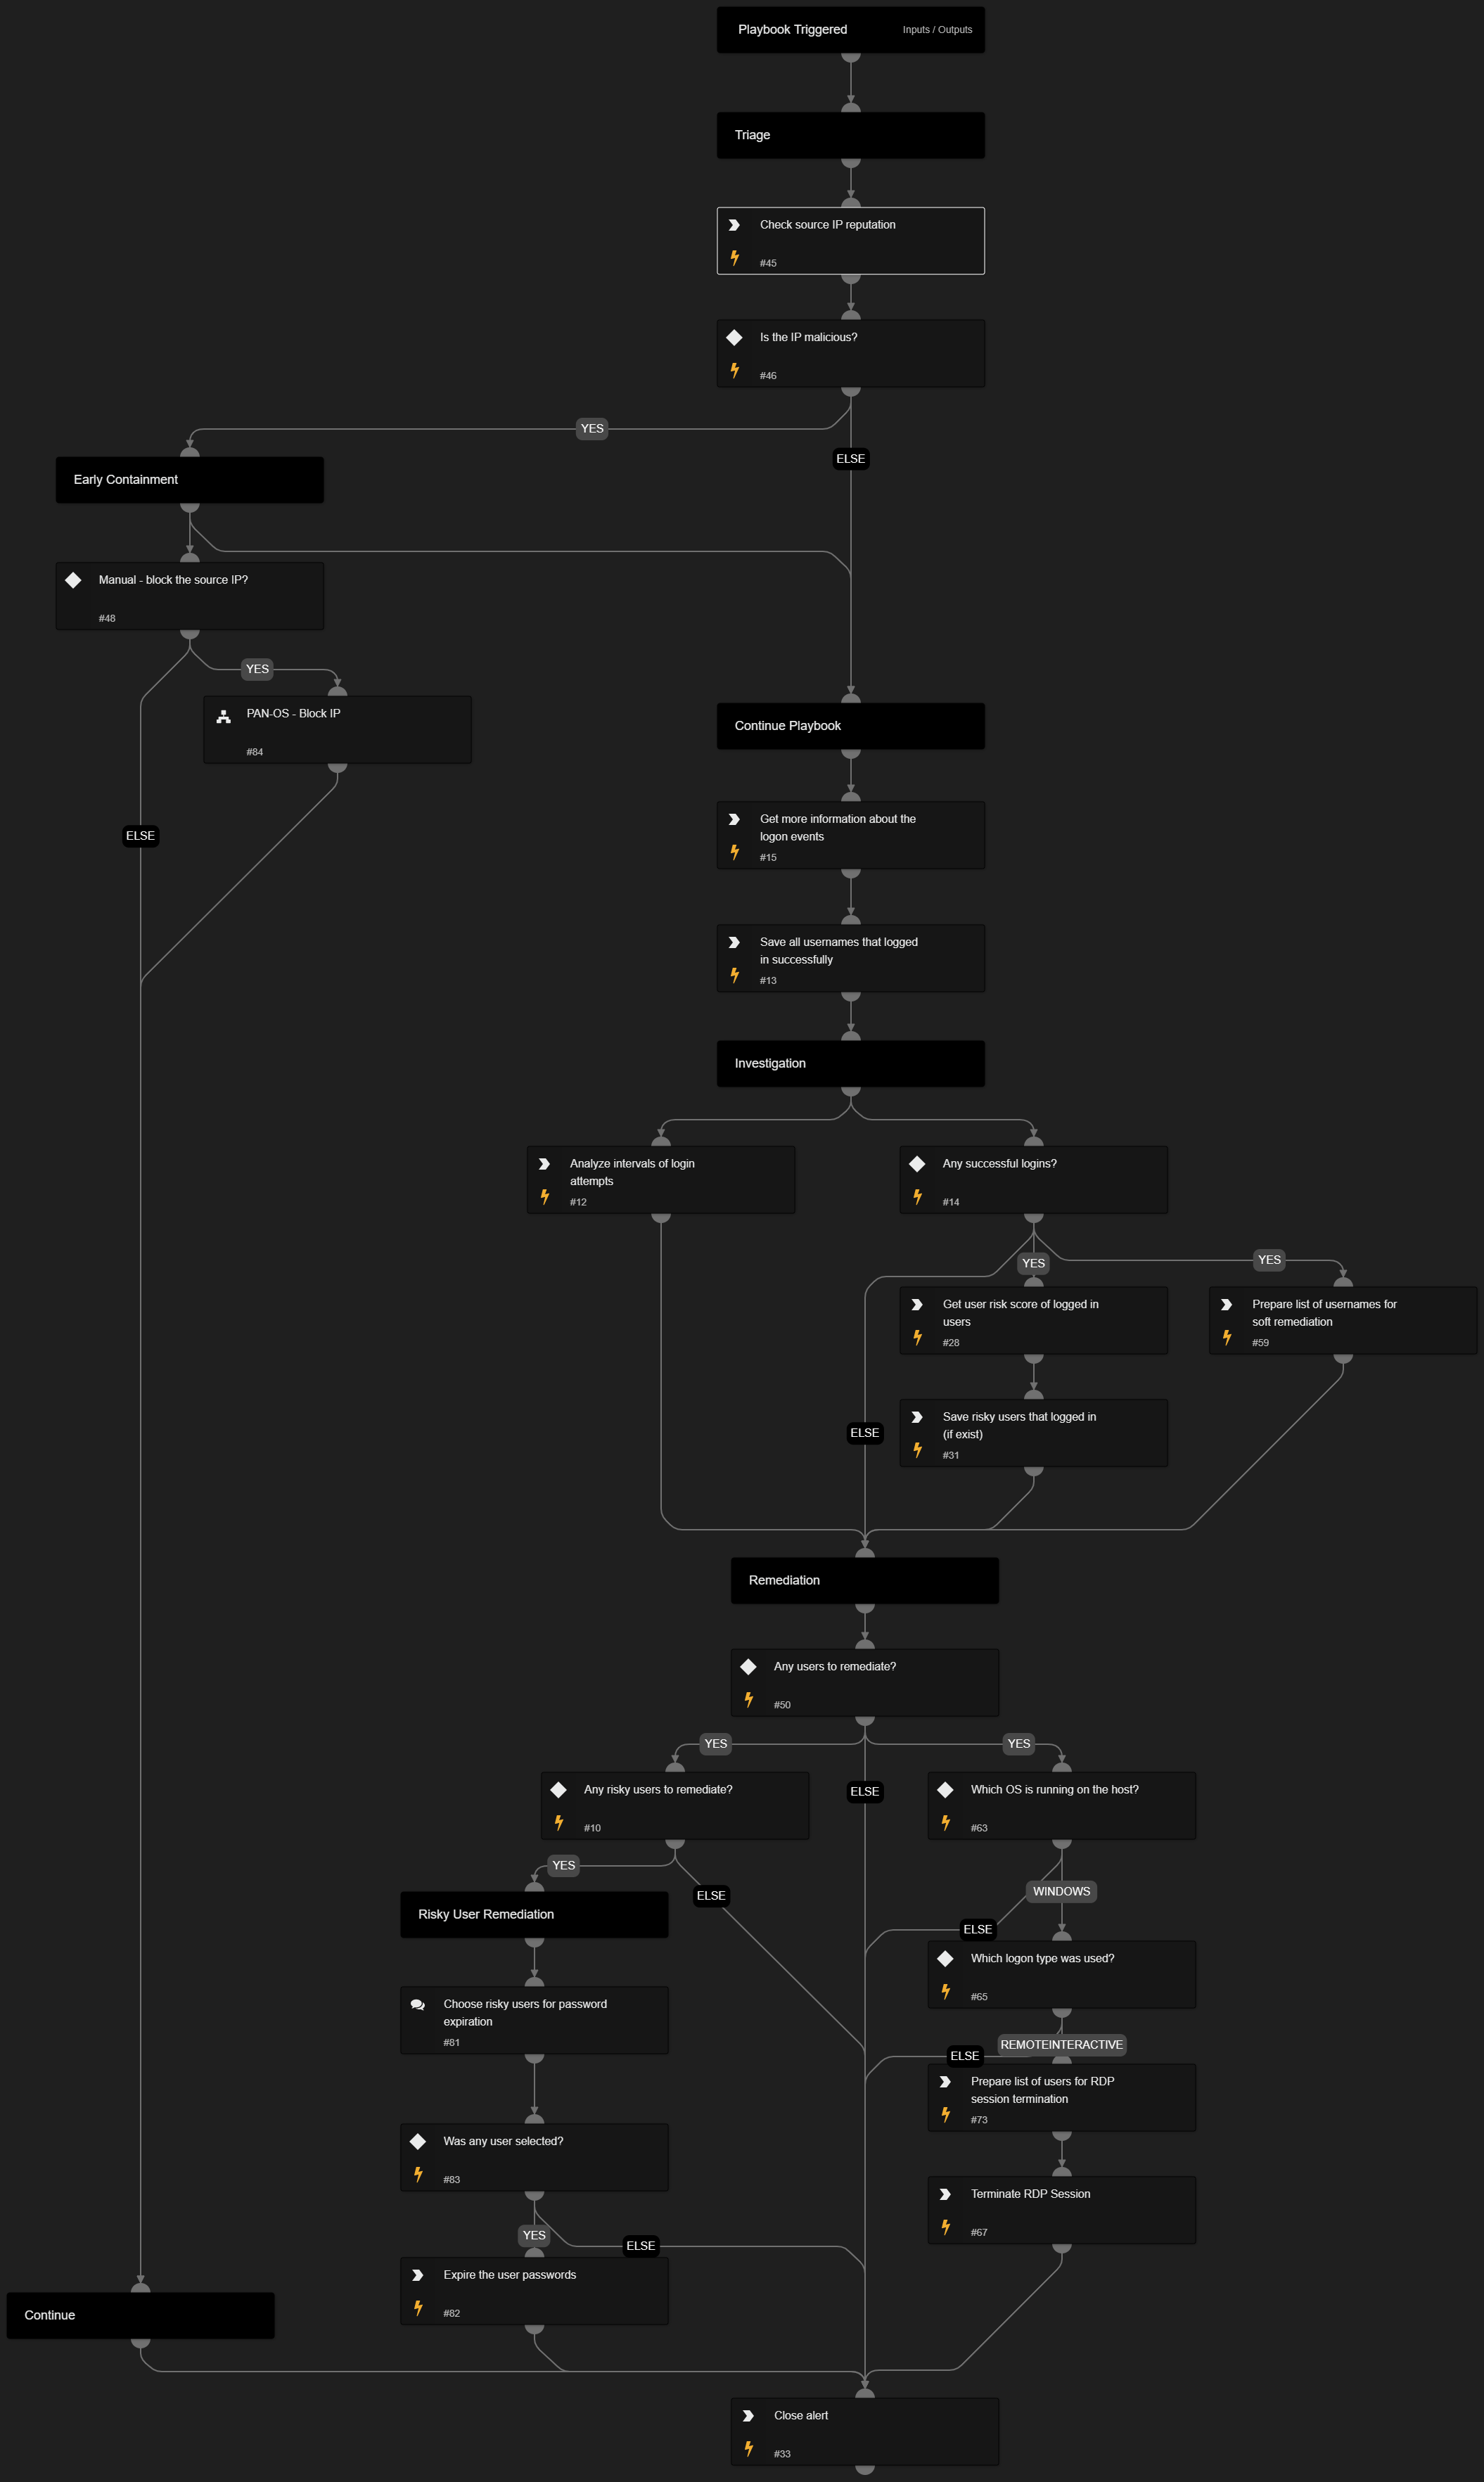 Playbook Triggered
Inputs / Outputs
Triage
Check source IP reputation
#45
Is the IP malicious?
#46
YES
ELSE
Early Containment
Manual - block the source IP?
#48
YES
PAN-OS - Block IP
#84
ELSE
Continue Playbook
Get more information about the
logon events
#15
Save all usernames that logged
in successfully
#13
Investigation
Analyze intervals of login
attempts
#12
Any successful logins?
#14
YES
YES
Get user risk score of logged in
users
#28
Prepare list of usernames for
soft remediation
#59
Save risky users that logged in
(if exist)
#31
ELSE
Remediation
Any users to remediate?
#50
YES
YES
ELSE
Any risky users to remediate?
#10
Which OS is running on the host?
#63
YES
ELSE
WINDOWS
ELSE
Risky User Remediation
Which logon type was used?
#65
Choose risky users for password
expiration
#81
REMOTEINTERACTIVE
ELSE
Prepare list of users for RDP
session termination
#73
Was any user selected?
#83
Terminate RDP Session
#67
YES
ELSE
Expire the user passwords
#82
Continue
Close alert
#33